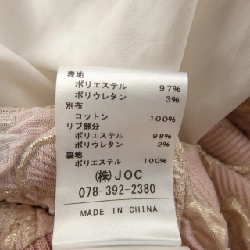 表地
ポリエステル 97%
ポリウレタン 3%
別布
コットン 100%
リブ部分
ポリエステル 98%
ポリウレタン 2%
裏地
ポリエステル 100%
(株) JOC
078-392-2380
MADE IN CHINA